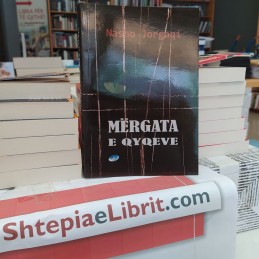 Nasho Jorgaqi
MËRGATA
E QYQEVE
ShtepiaeLibrit.com